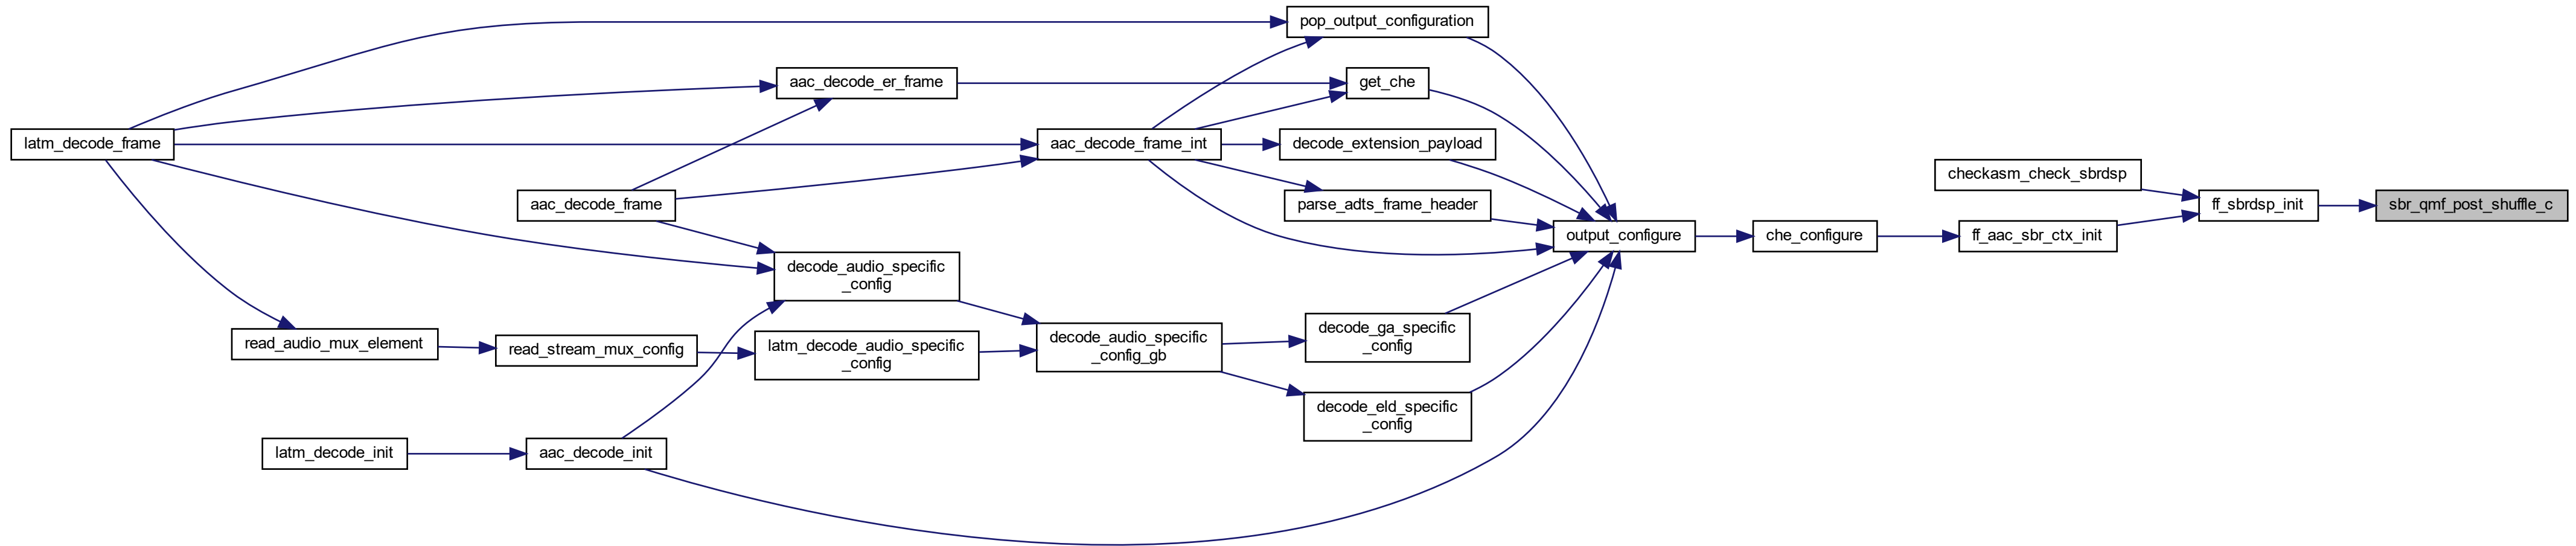 pop_output_configuration
aac_decode_er_frame
get_che
latm_decode_frame
aac_decode_frame_int
decode_extension_payload
checkasm_check_sbrdsp
aac_decode_frame
parse_adts_frame_header
ff_sbrdsp_init
sbr_qmf_post_shuffle_c
output_configure
che_configure
ff_aac_sbr_ctx_init
decode_audio_specific
_config
read_audio_mux_element
read_stream_mux_config
latm_decode_audio_specific
_config
decode_audio_specific
_config_gb
decode_ga_specific
_config
decode_eld_specific
_config
latm_decode_init
aac_decode_init